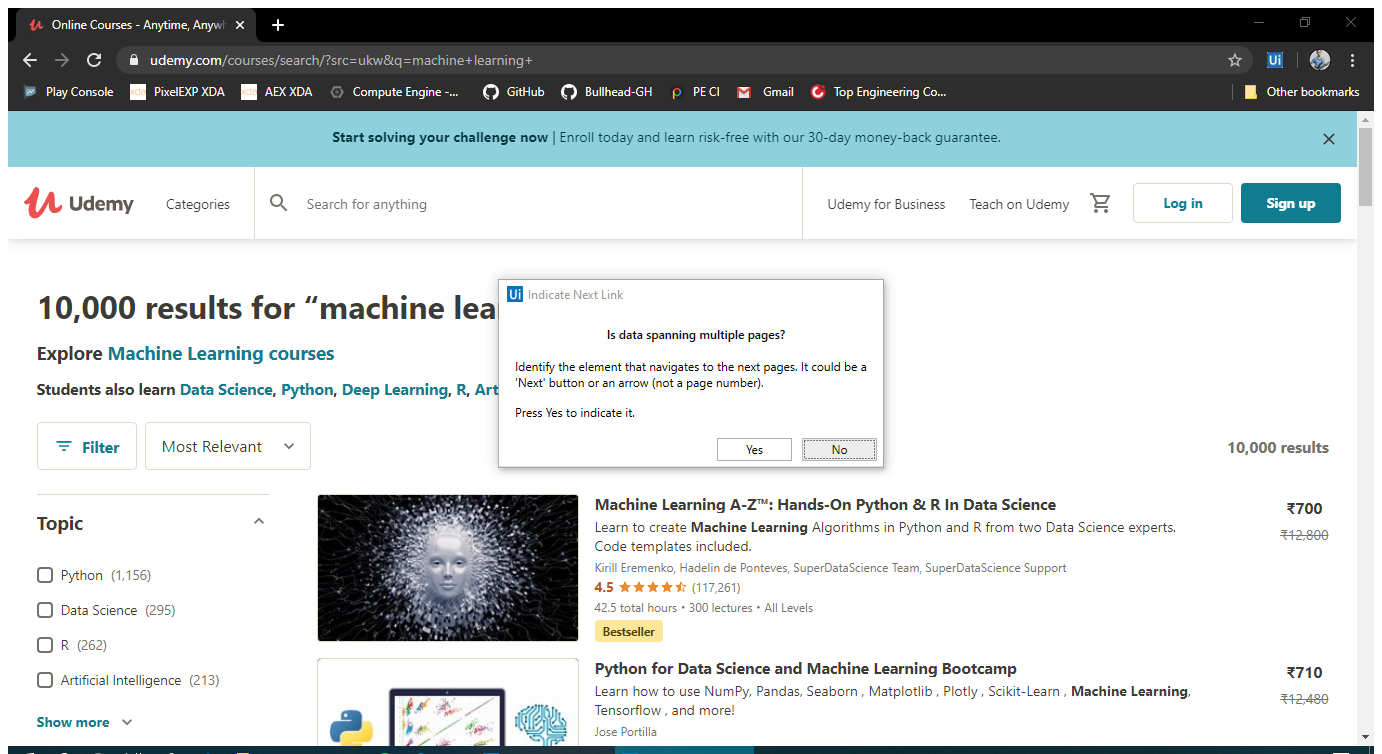 Online Courses - Anytime, Anywh
udemy.com/courses/search/?src=ukw&q=machine+learning+
Ui
Play Console
PixelEXP XDA
AEX XDA
Compute Engine -...
GitHub
Bullhead-GH
PE CI
Gmail
Top Engineering Co...
Other bookmarks
Start solving your challenge now | Enroll today and learn risk-free with our 30-day money-back guarantee.
Udemy
Categories
Search for anything
Udemy for Business
Teach on Udemy
Log in
Sign up
10,000 results for “machine lea
Explore Machine Learning courses
Students also learn Data Science, Python, Deep Learning, R, Art
Ui Indicate Next Link
Is data spanning multiple pages?
Identify the element that navigates to the next pages. It could be a
'Next' button or an arrow (not a page number).
Press Yes to indicate it.
Yes
No
Filter
Most Relevant
10,000 results
Topic
Python (1,156)
Data Science (295)
R (262)
Artificial Intelligence (213)
Show more
Machine Learning A-Z™: Hands-On Python & R In Data Science
₹700
Learn to create Machine Learning Algorithms in Python and R from two Data Science experts.
₹12,800
Code templates included.
Kirill Eremenko, Hadelin de Ponteves, SuperDataScience Team, SuperDataScience Support
4.5 (117,261)
42.5 total hours • 300 lectures • All Levels
Bestseller
Python for Data Science and Machine Learning Bootcamp
₹710
Learn how to use NumPy, Pandas, Seaborn , Matplotlib , Plotly , Scikit-Learn , Machine Learning,
₹12,480
Tensorflow , and more!
Jose Portilla